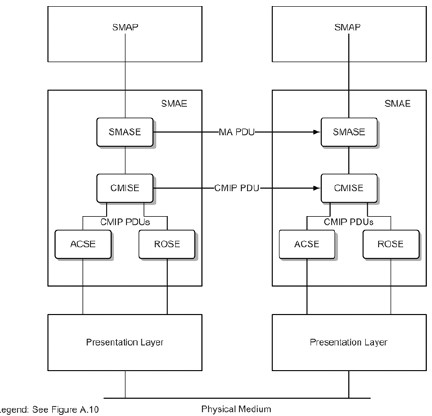 SMAP SMAP
SMAE SMAE
SMASE MA PDU SMASE
CMISE CMIP PDU CMISE
CMIP PDUs CMIP PDUs
ACSE ROSE ACSE ROSE
Presentation Layer Presentation Layer
egend: See Figure A.10 Physical Medium